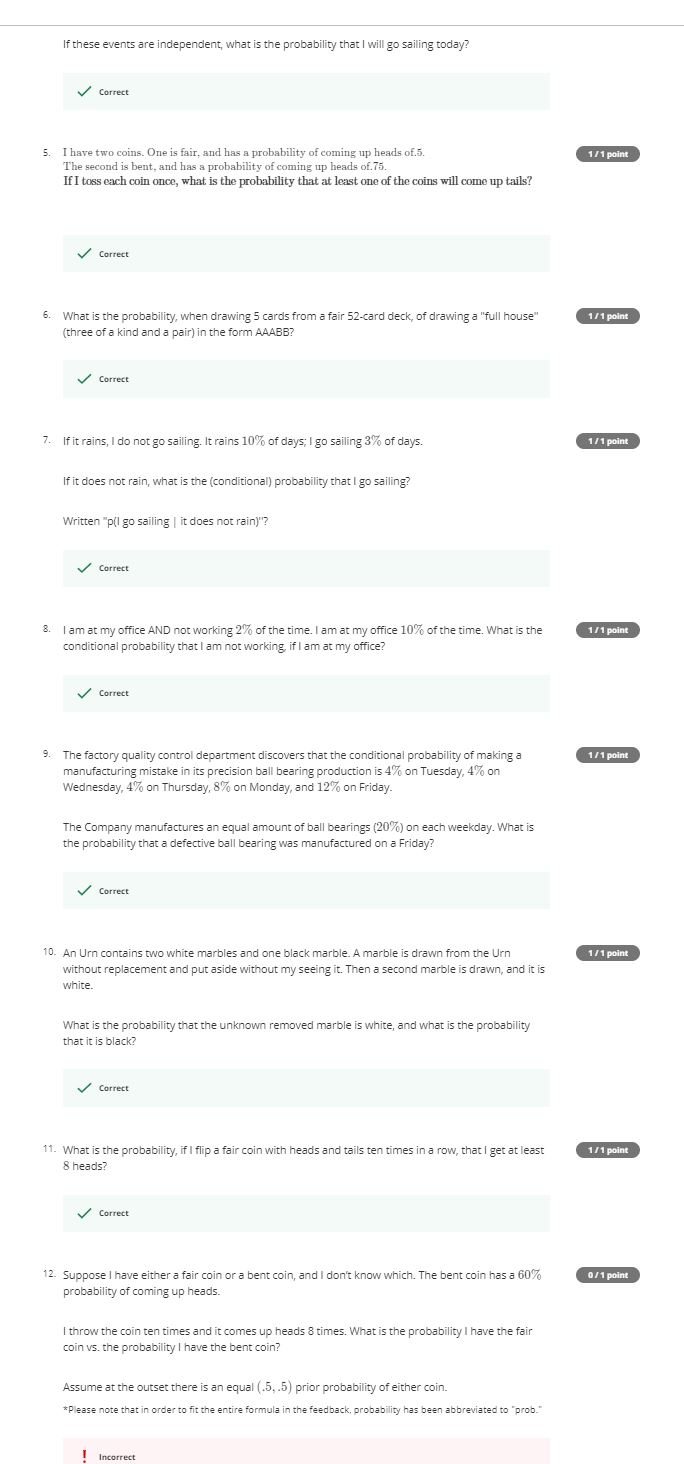 If these events are independent, what is the probability that I will go sailing today?
Correct
5. I have two coins. One is fair, and has a probability of coming up heads of.5. 1 / 1 point
The second is bent, and has a probability of coming up heads of.75.
If I toss each coin once, what is the probability that at least one of the coins will come up tails?
Correct
6. What is the probability, when drawing 5 cards from a fair 52-card deck, of drawing a "full house" 1 / 1 point
(three of a kind and a pair) in the form AAABB?
Correct
7. If it rains, I do not go sailing. It rains 10% of days; I go sailing 3% of days. 1 / 1 point
If it does not rain, what is the (conditional) probability that I go sailing?
Written "p(I go sailing | it does not rain)"?
Correct
8. I am at my office AND not working 2% of the time. I am at my office 10% of the time. What is the 1 / 1 point
conditional probability that I am not working, if I am at my office?
Correct
9. The factory quality control department discovers that the conditional probability of making a 1 / 1 point
manufacturing mistake in its precision ball bearing production is 4% on Tuesday, 4% on
Wednesday, 4% on Thursday, 8% on Monday, and 12% on Friday.
The Company manufactures an equal amount of ball bearings (20%) on each weekday. What is
the probability that a defective ball bearing was manufactured on a Friday?
Correct
10. An Urn contains two white marbles and one black marble. A marble is drawn from the Urn 1 / 1 point
without replacement and put aside without my seeing it. Then a second marble is drawn, and it is
white.
What is the probability that the unknown removed marble is white, and what is the probability
that it is black?
Correct
11. What is the probability, if I flip a fair coin with heads and tails ten times in a row, that I get at least 1 / 1 point
8 heads?
Correct
12. Suppose I have either a fair coin or a bent coin, and I don't know which. The bent coin has a 60% 0 / 1 point
probability of coming up heads.
I throw the coin ten times and it comes up heads 8 times. What is the probability I have the fair
coin vs. the probability I have the bent coin?
Assume at the outset there is an equal (.5, .5) prior probability of either coin.
*Please note that in order to fit the entire formula in the feedback, probability has been abbreviated to "prob."
! Incorrect